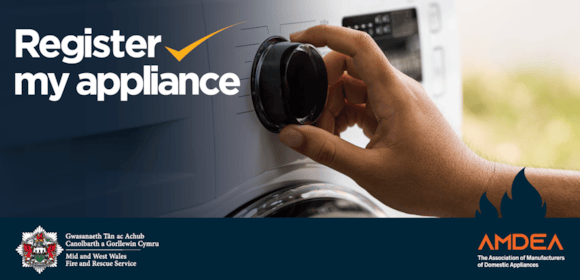 Register
my appliance
Gwasanaeth Tân ac Achub
Canolbarth a Gorllewin Cymru
Mid and West Wales
Fire and Rescue Service
AMDEA
The Association of Manufacturers
of Domestic Appliances